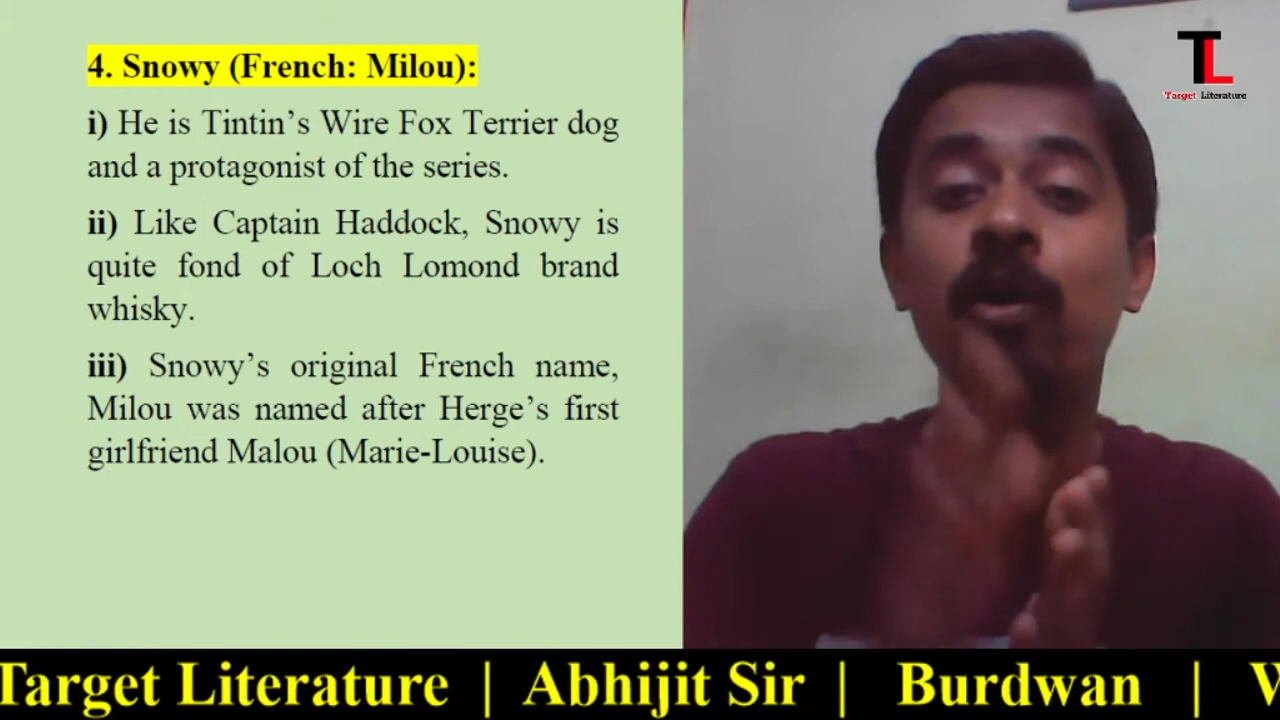 4. Snowy (French: Milou):
i) He is Tintin’s Wire Fox Terrier dog
and a protagonist of the series.
ii) Like Captain Haddock, Snowy is
quite fond of Loch Lomond brand
whisky.
iii) Snowy’s original French name,
Milou was named after Herge’s first
girlfriend Malou (Marie-Louise).
TL
Target Literature
Target Literature | Abhijit Sir | Burdwan |